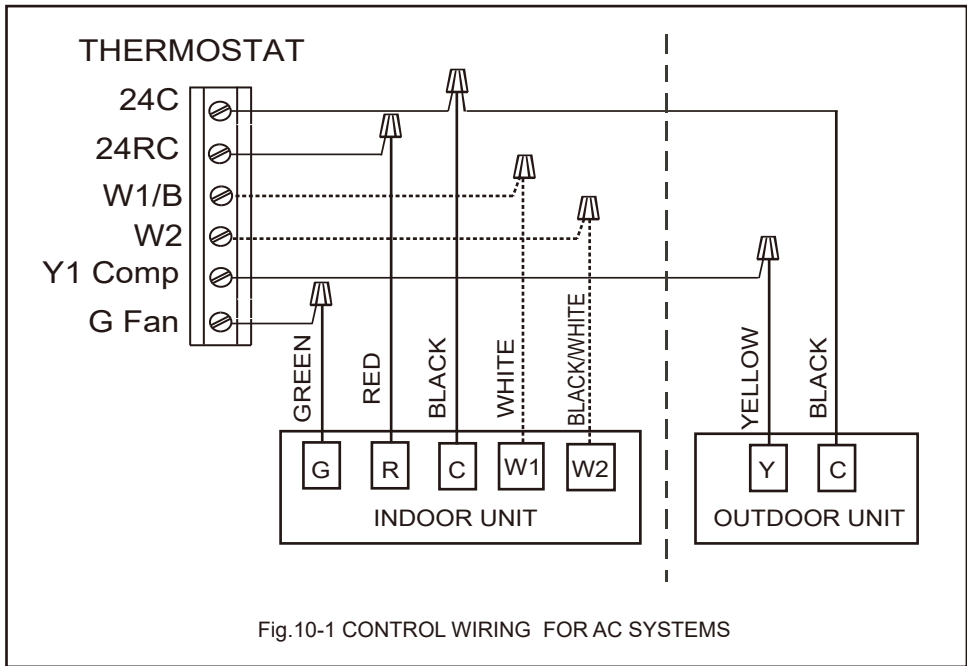 THERMOSTAT
24C
24RC
W1/B
W2
Y1 Comp
G Fan
GREEN
RED
BLACK
WHITE
BLACK/WHITE
YELLOW
BLACK
G R C W1 W2
Y C
INDOOR UNIT
OUTDOOR UNIT
Fig.10-1 CONTROL WIRING FOR AC SYSTEMS